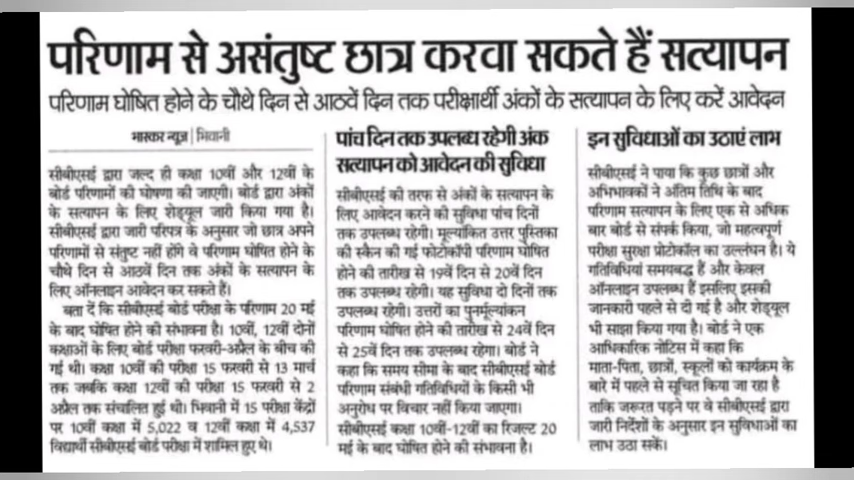 परिणाम से असंतुष्ट छात्र करवा सकते हैं सत्यापन
परिणाम घोषित होने के चौथे दिन से आठवें दिन तक परीक्षार्थी अंकों के सत्यापन के लिए करें आवेदन
भास्कर न्यूज | भिवानी
सीबीएसई द्वारा जल्द ही कक्षा 10वीं और 12वीं के
बोर्ड परिणामों की घोषणा की जाएगी। बोर्ड द्वारा अंकों
के सत्यापन के लिए शेड्यूल जारी किया गया है।
सीबीएसई द्वारा जारी परिपत्र के अनुसार जो छात्र अपने
परिणामों से संतुष्ट नहीं होंगे वे परिणाम घोषित होने के
चौथे दिन से आठवें दिन तक अंकों के सत्यापन के
लिए ऑनलाइन आवेदन कर सकते हैं।
बता दें कि सीबीएसई बोर्ड परीक्षा के परिणाम 20 मई
के बाद घोषित होने की संभावना है। 10वीं, 12वीं दोनों
कक्षाओं के लिए बोर्ड परीक्षा फरवरी-अप्रैल के बीच की
गई थी। कक्षा 10वीं की परीक्षा 15 फरवरी से 13 मार्च
तक जबकि कक्षा 12वीं की परीक्षा 15 फरवरी से 2
अप्रैल तक संचालित हुई थी। भिवानी में 15 परीक्षा केंद्रों
पर 10वीं कक्षा में 5,022 व 12वीं कक्षा में 4,537
विद्यार्थी सीबीएसई बोर्ड परीक्षा में शामिल हुए थे।
पांच दिन तक उपलब्ध रहेगी अंक
सत्यापन को आवेदन की सुविधा
सीबीएसई की तरफ से अंकों के सत्यापन के
लिए आवेदन करने की सुविधा पांच दिनों
तक उपलब्ध रहेगी। मूल्यांकित उत्तर पुस्तिका
की स्कैन की गई फोटोकॉपी परिणाम घोषित
होने की तारीख से 19वें दिन से 20वें दिन
तक उपलब्ध रहेगी। यह सुविधा दो दिनों तक
उपलब्ध रहेगी। उत्तरों का पुनर्मूल्यांकन
परिणाम घोषित होने की तारीख से 24वें दिन
से 25वें दिन तक उपलब्ध रहेगा। बोर्ड ने
कहा कि समय सीमा के बाद सीबीएसई बोर्ड
परिणाम संबंधी गतिविधियों के किसी भी
अनुरोध पर विचार नहीं किया जाएगा।
सीबीएसई कक्षा 10वीं-12वीं का रिजल्ट 20
मई के बाद घोषित होने की संभावना है।
इन सुविधाओं का उठाएं लाभ
सीबीएसई ने पाया कि कुछ छात्रों और
अभिभावकों ने अंतिम तिथि के बाद
परिणाम सत्यापन के लिए एक से अधिक
बार बोर्ड से संपर्क किया, जो महत्वपूर्ण
परीक्षा सुरक्षा प्रोटोकॉल का उल्लंघन है। ये
गतिविधियां समयबद्ध हैं और केवल
ऑनलाइन उपलब्ध हैं इसलिए इसकी
जानकारी पहले से दी गई है और शेड्यूल
भी साझा किया गया है। बोर्ड ने एक
आधिकारिक नोटिस में कहा कि
माता-पिता, छात्रों, स्कूलों को कार्यक्रम के
बारे में पहले से सूचित किया जा रहा है
ताकि जरूरत पड़ने पर वे सीबीएसई द्वारा
जारी निर्देशों के अनुसार इन सुविधाओं का
लाभ उठा सकें।